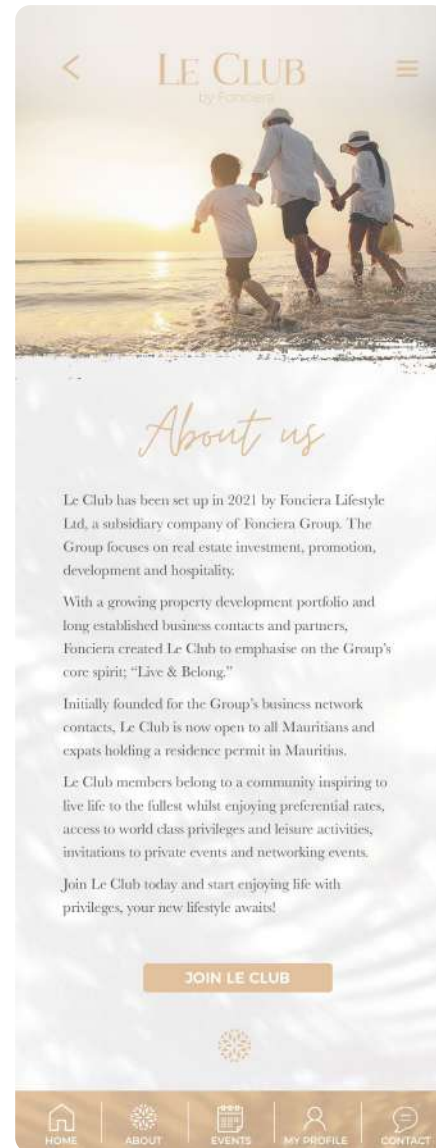 LE CLUB
by Fonciera
About us
Le Club has been set up in 2021 by Fonciera Lifestyle
Ltd, a subsidiary company of Fonciera Group. The
Group focuses on real estate investment, promotion,
development and hospitality.
With a growing property development portfolio and
long established business contacts and partners,
Fonciera created Le Club to emphasise on the Group's
core spirit; “Live & Belong.”
Initially founded for the Group's business network
contacts, Le Club is now open to all Mauritians and
expats holding a residence permit in Mauritius.
Le Club members belong to a community inspiring to
live life to the fullest whilst enjoying preferential rates,
access to world class privileges and leisure activities,
invitations to private events and networking events.
Join Le Club today and start enjoying life with
privileges, your new lifestyle awaits!
JOIN LE CLUB
HOME ABOUT EVENTS MY PROFILE CONTACT